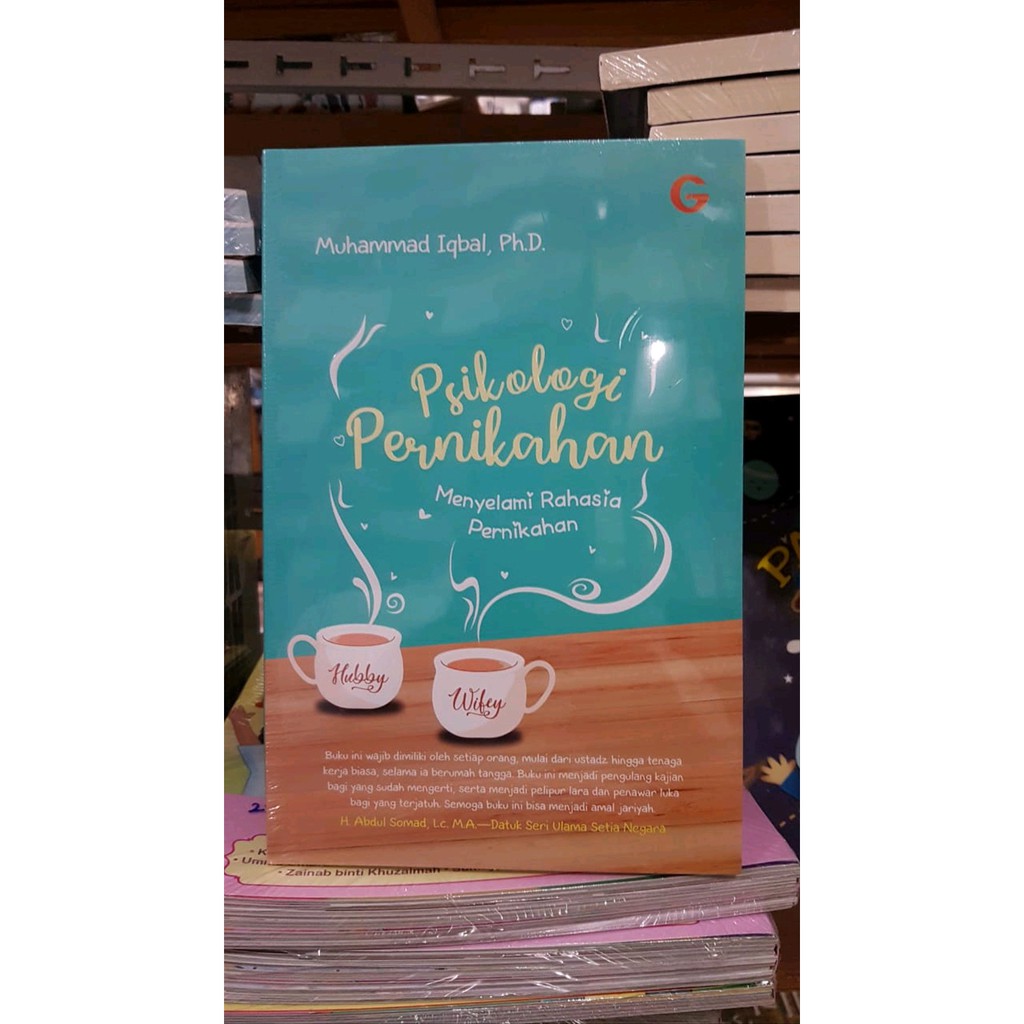 G
Muhammad Iqbal, Ph.D.
Psikologi
Pernikahan
Menyelami Rahasia
Pernikahan
Hubby
Wifey
Buku ini wajib dimiliki oleh setiap orang, mulai dari ustadz hingga tenaga
kerja biasa, selama ia berumah tangga. Buku ini menjadi pengulang kajian
bagi yang sudah mengerti, serta menjadi pelipur lara dan penawar luka
bagi yang terjatuh. Semoga buku ini bisa menjadi amal jariyah.
H. Abdul Somad, Lc. M.A.—Datuk Seri Ulama Setia Negara
• Zainab binti Khuzaimah